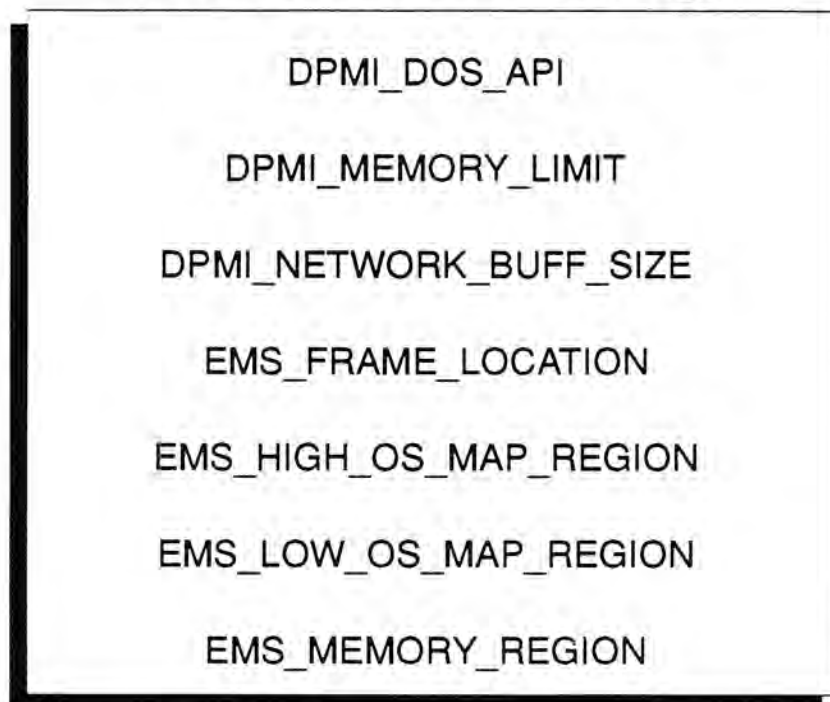 DPMI_DOS_API
DPMI_MEMORY_LIMIT
DPMI_NETWORK_BUFF_SIZE
EMS_FRAME_LOCATION
EMS_HIGH_OS_MAP_REGION
EMS_LOW_OS_MAP_REGION
EMS_MEMORY_REGION